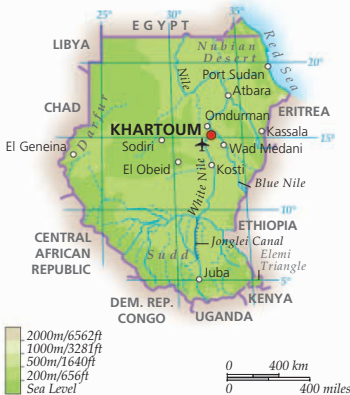 25° 30° 35°
EGYPT
LIBYA
Nubian
Desert
Red Sea
20°
Nile
Port Sudan
Atbara
CHAD
Darfur
Omdurman
ERITREA
KHARTOUM
Kassala
15°
El Geneina
Sodiri
Wad Medani
El Obeid
Kosti
White Nile
Blue Nile
10°
ETHIOPIA
CENTRAL
AFRICAN
REPUBLIC
Sudd
Jonglei Canal
Elemi
Triangle
Juba
5°
KENYA
DEM. REP.
CONGO
UGANDA
2000m/6562ft
1000m/3281ft
500m/1640ft
200m/656ft
Sea Level
0 400 km
0 400 miles